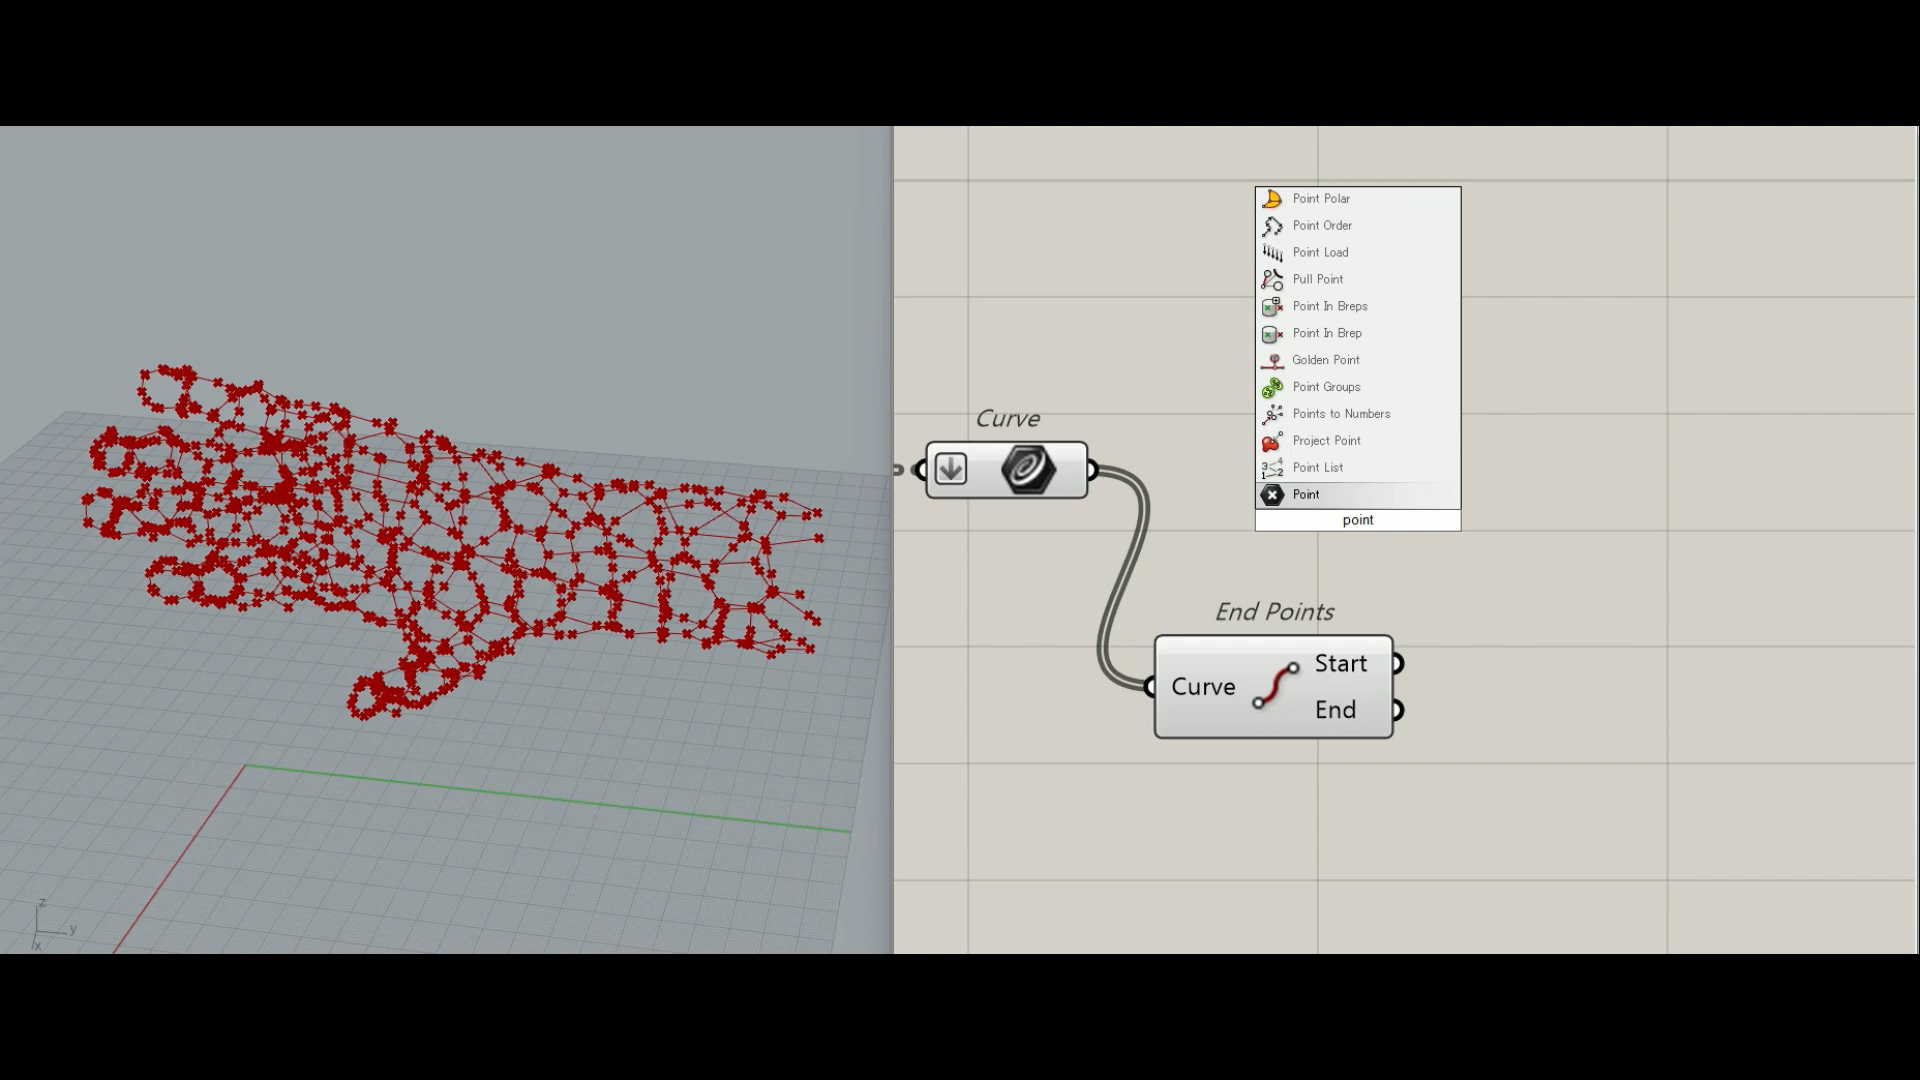 Point Polar
Point Order
Point Load
Pull Point
Point In Breps
Point In Brep
Golden Point
Point Groups
Points to Numbers
Project Point
Point List
Point
point
Curve
End Points
Curve
Start
End
z
y
x